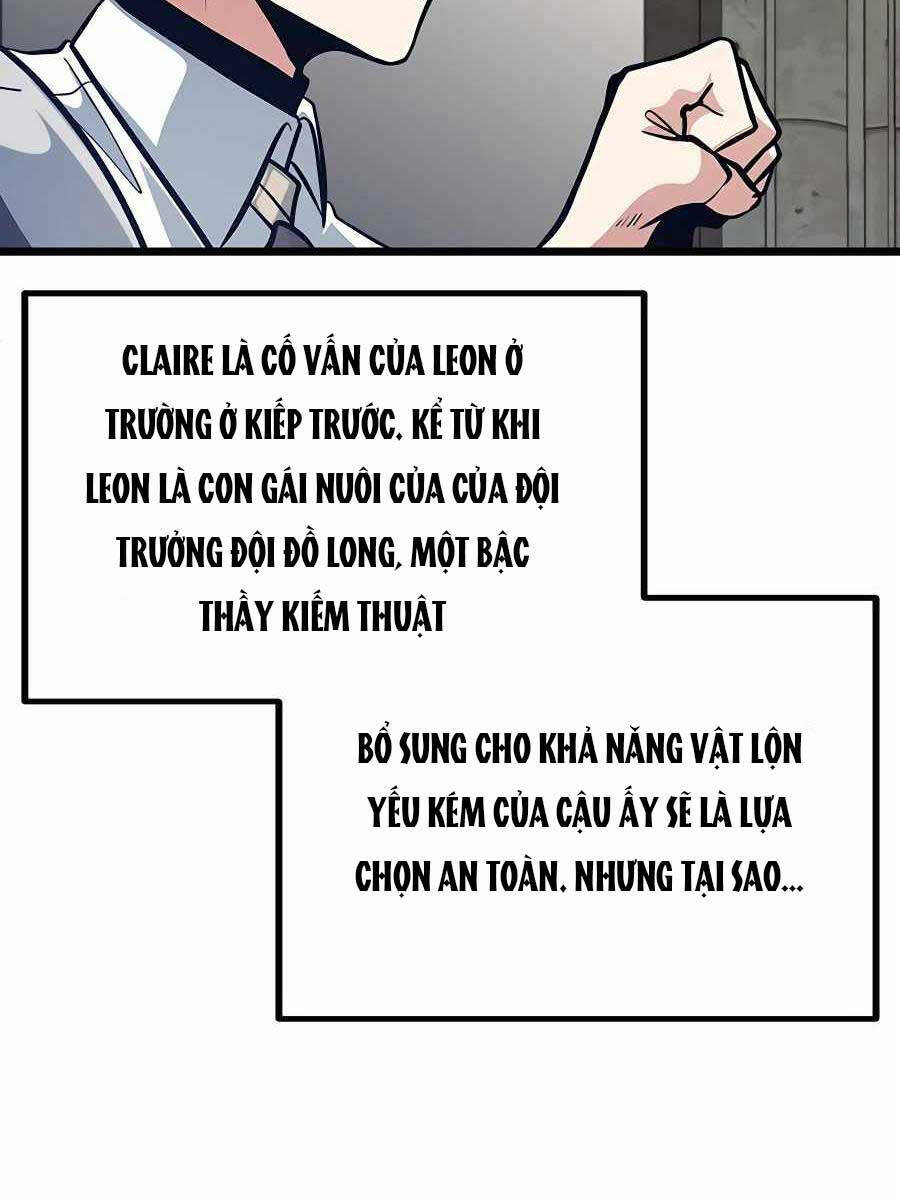 CLAIRE LÀ CỐ VẤN CỦA LEON Ở
TRƯỜNG Ở KIẾP TRƯỚC. KỂ TỪ KHI
LEON LÀ CON GÁI NUÔI CỦA CỦA ĐỘI
TRƯỞNG ĐỘI ĐỒ LONG, MỘT BẬC
THẦY KIẾM THUẬT
BỔ SUNG CHO KHẢ NĂNG VẬT LỘN
YẾU KÉM CỦA CẬU ẤY SẼ LÀ LỰA
CHỌN AN TOÀN. NHƯNG TẠI SAO...